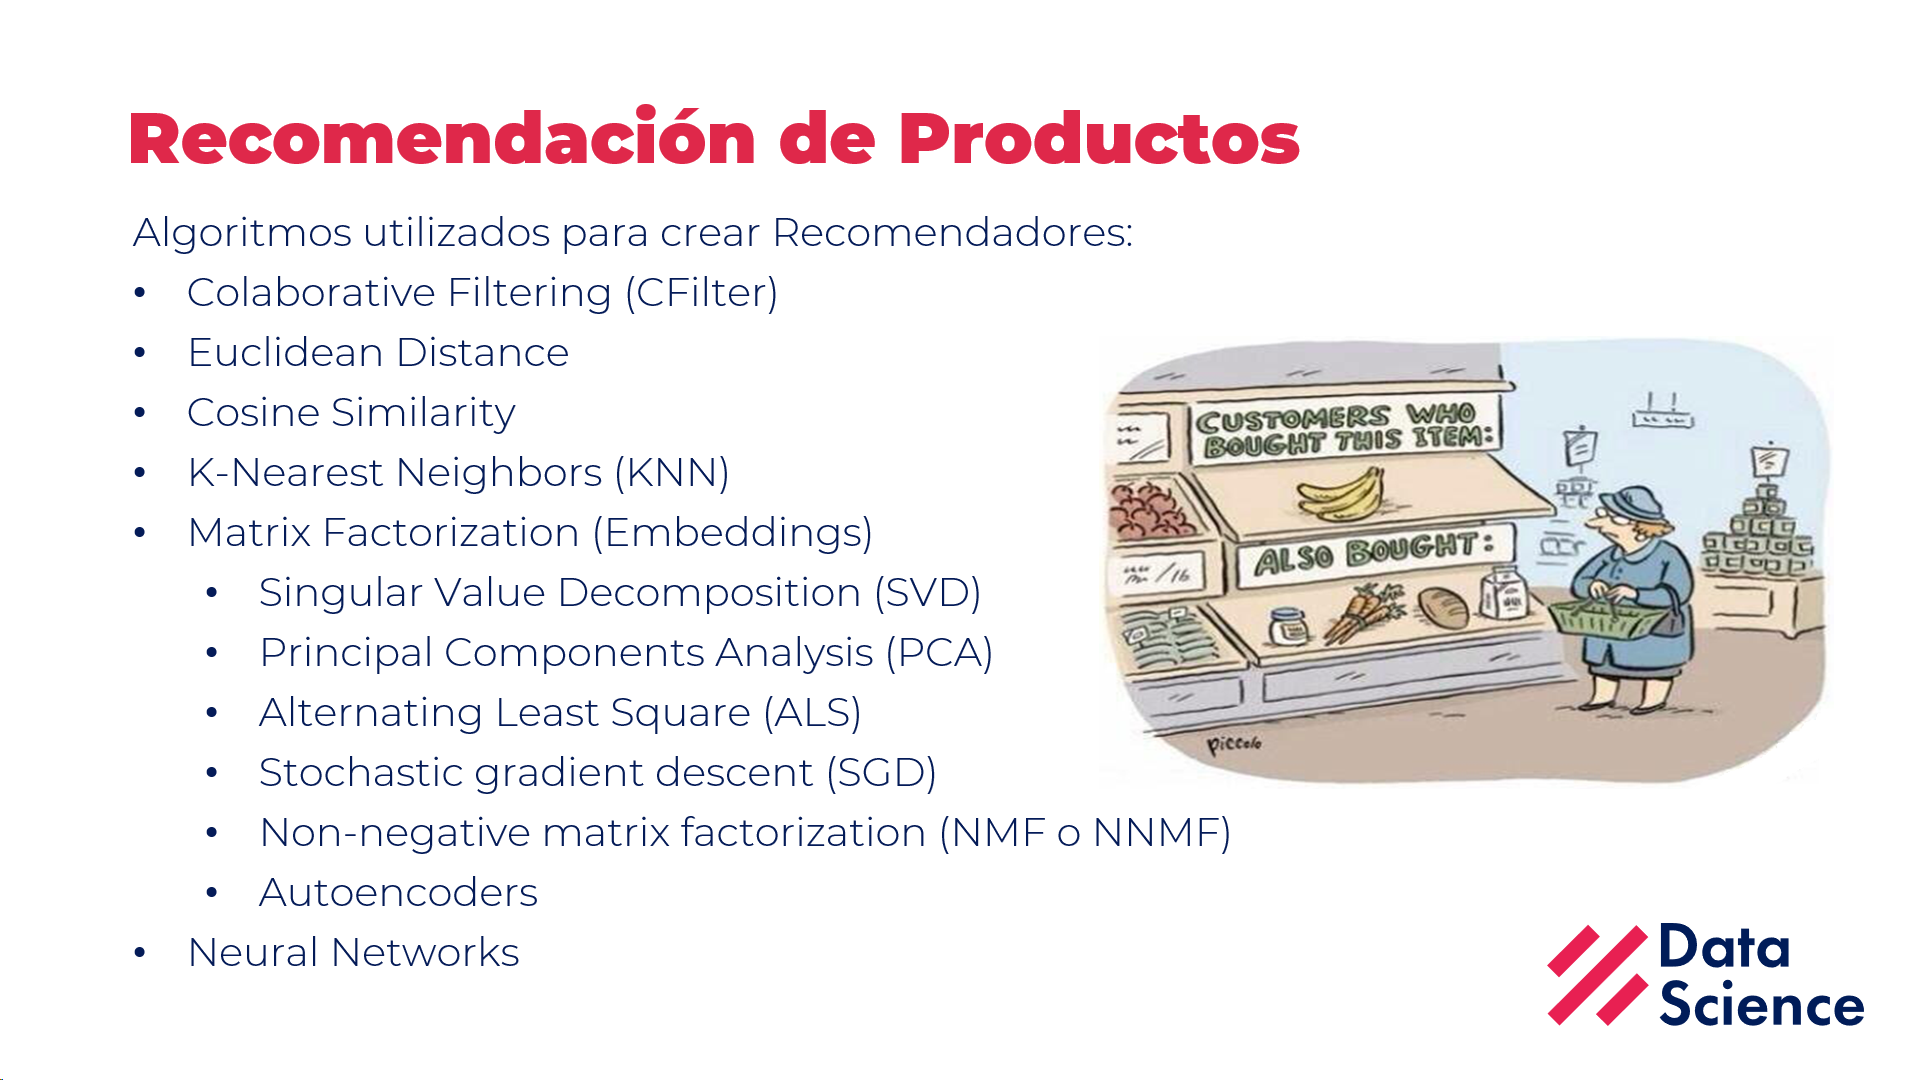 Recomendación de Productos
Algoritmos utilizados para crear Recomendadores:
• Colaborative Filtering (CFilter)
• Euclidean Distance
• Cosine Similarity
• K-Nearest Neighbors (KNN)
• Matrix Factorization (Embeddings)
• Singular Value Decomposition (SVD)
• Principal Components Analysis (PCA)
• Alternating Least Square (ALS)
• Stochastic gradient descent (SGD)
• Non-negative matrix factorization (NMF o NNMF)
• Autoencoders
• Neural Networks
CUSTOMERS WHO
BOUGHT THIS ITEM:
ALSO BOUGHT:
piccolo
Data
Science